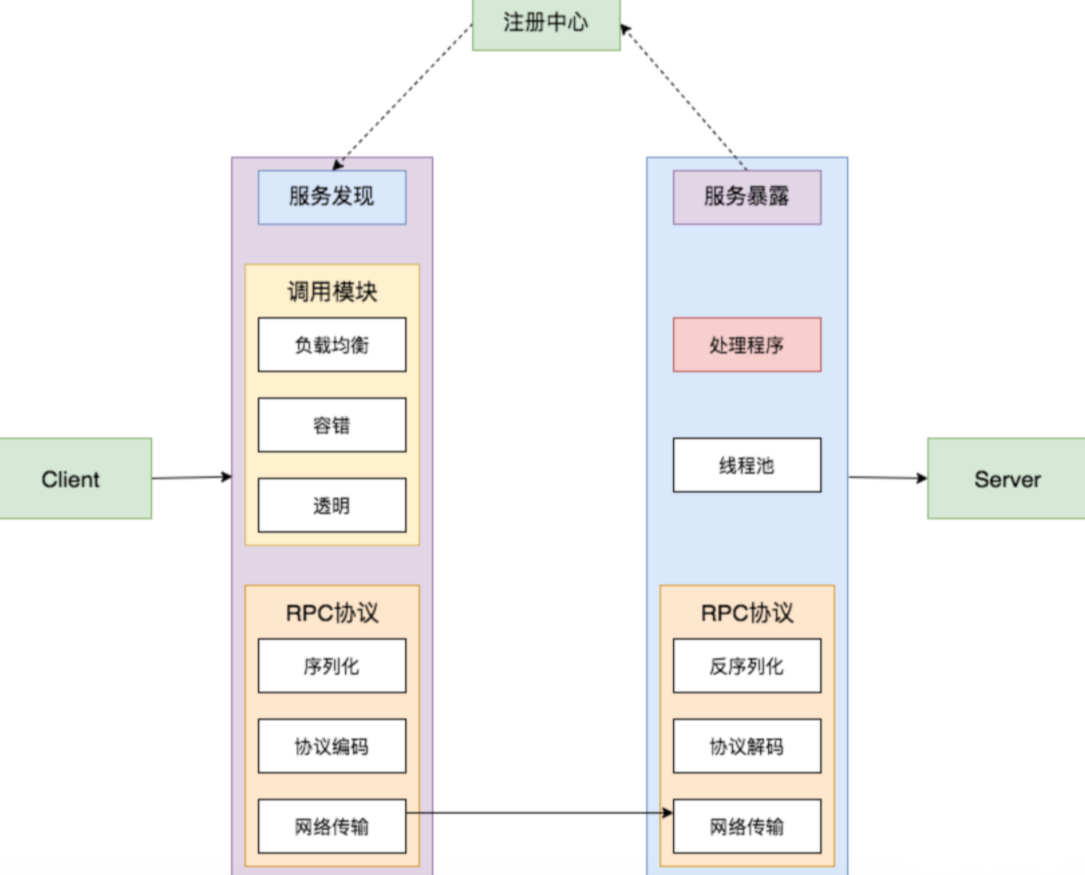 注册中心
服务发现
服务暴露
调用模块
负载均衡
处理程序
容错
线程池
Client
Server
透明
RPC协议
RPC协议
序列化
反序列化
协议编码
协议解码
网络传输
网络传输